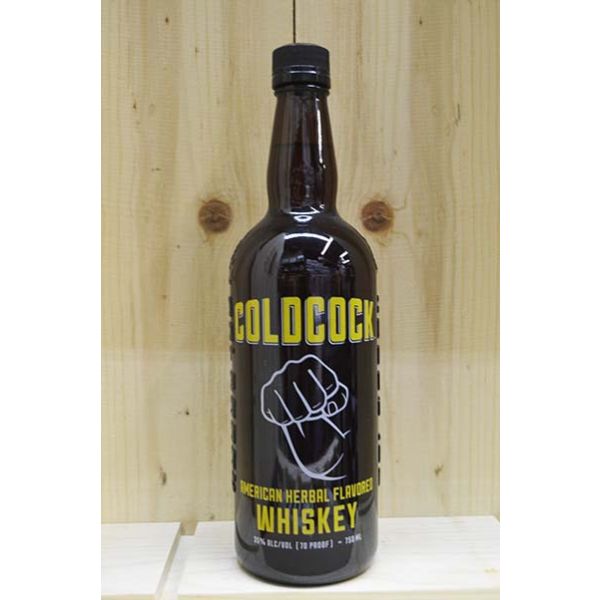 COLDCOCK
AMERICAN HERBAL FLAVORED
WHISKEY
35% ALC/VOL [70 PROOF] - 750 ML